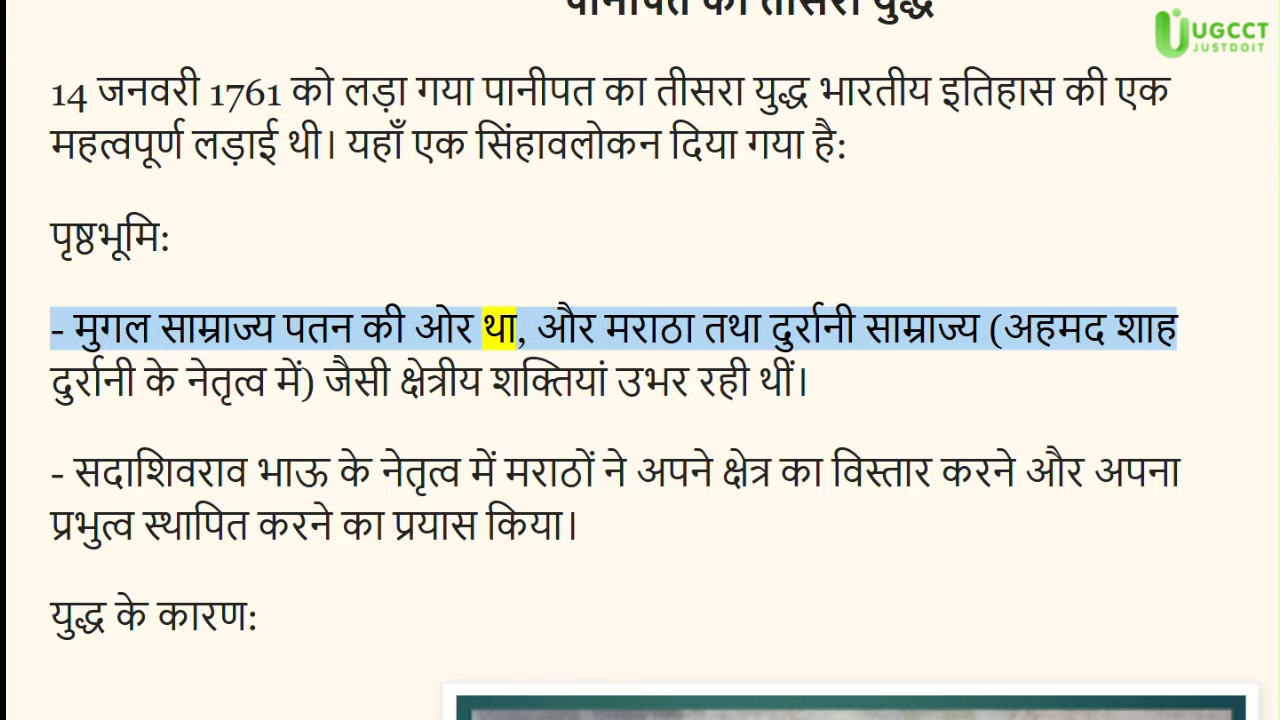 पानीपत का तीसरा युद्ध
UGCCT
JUSTDOIT
14 जनवरी 1761 को लड़ा गया पानीपत का तीसरा युद्ध भारतीय इतिहास की एक
महत्वपूर्ण लड़ाई थी। यहाँ एक सिंहावलोकन दिया गया है:
पृष्ठभूमि:
- मुगल साम्राज्य पतन की ओर था, और मराठा तथा दुर्रानी साम्राज्य (अहमद शाह
दुर्रानी के नेतृत्व में) जैसी क्षेत्रीय शक्तियां उभर रही थीं।
- सदाशिवराव भाऊ के नेतृत्व में मराठों ने अपने क्षेत्र का विस्तार करने और अपना
प्रभुत्व स्थापित करने का प्रयास किया।
युद्ध के कारण: